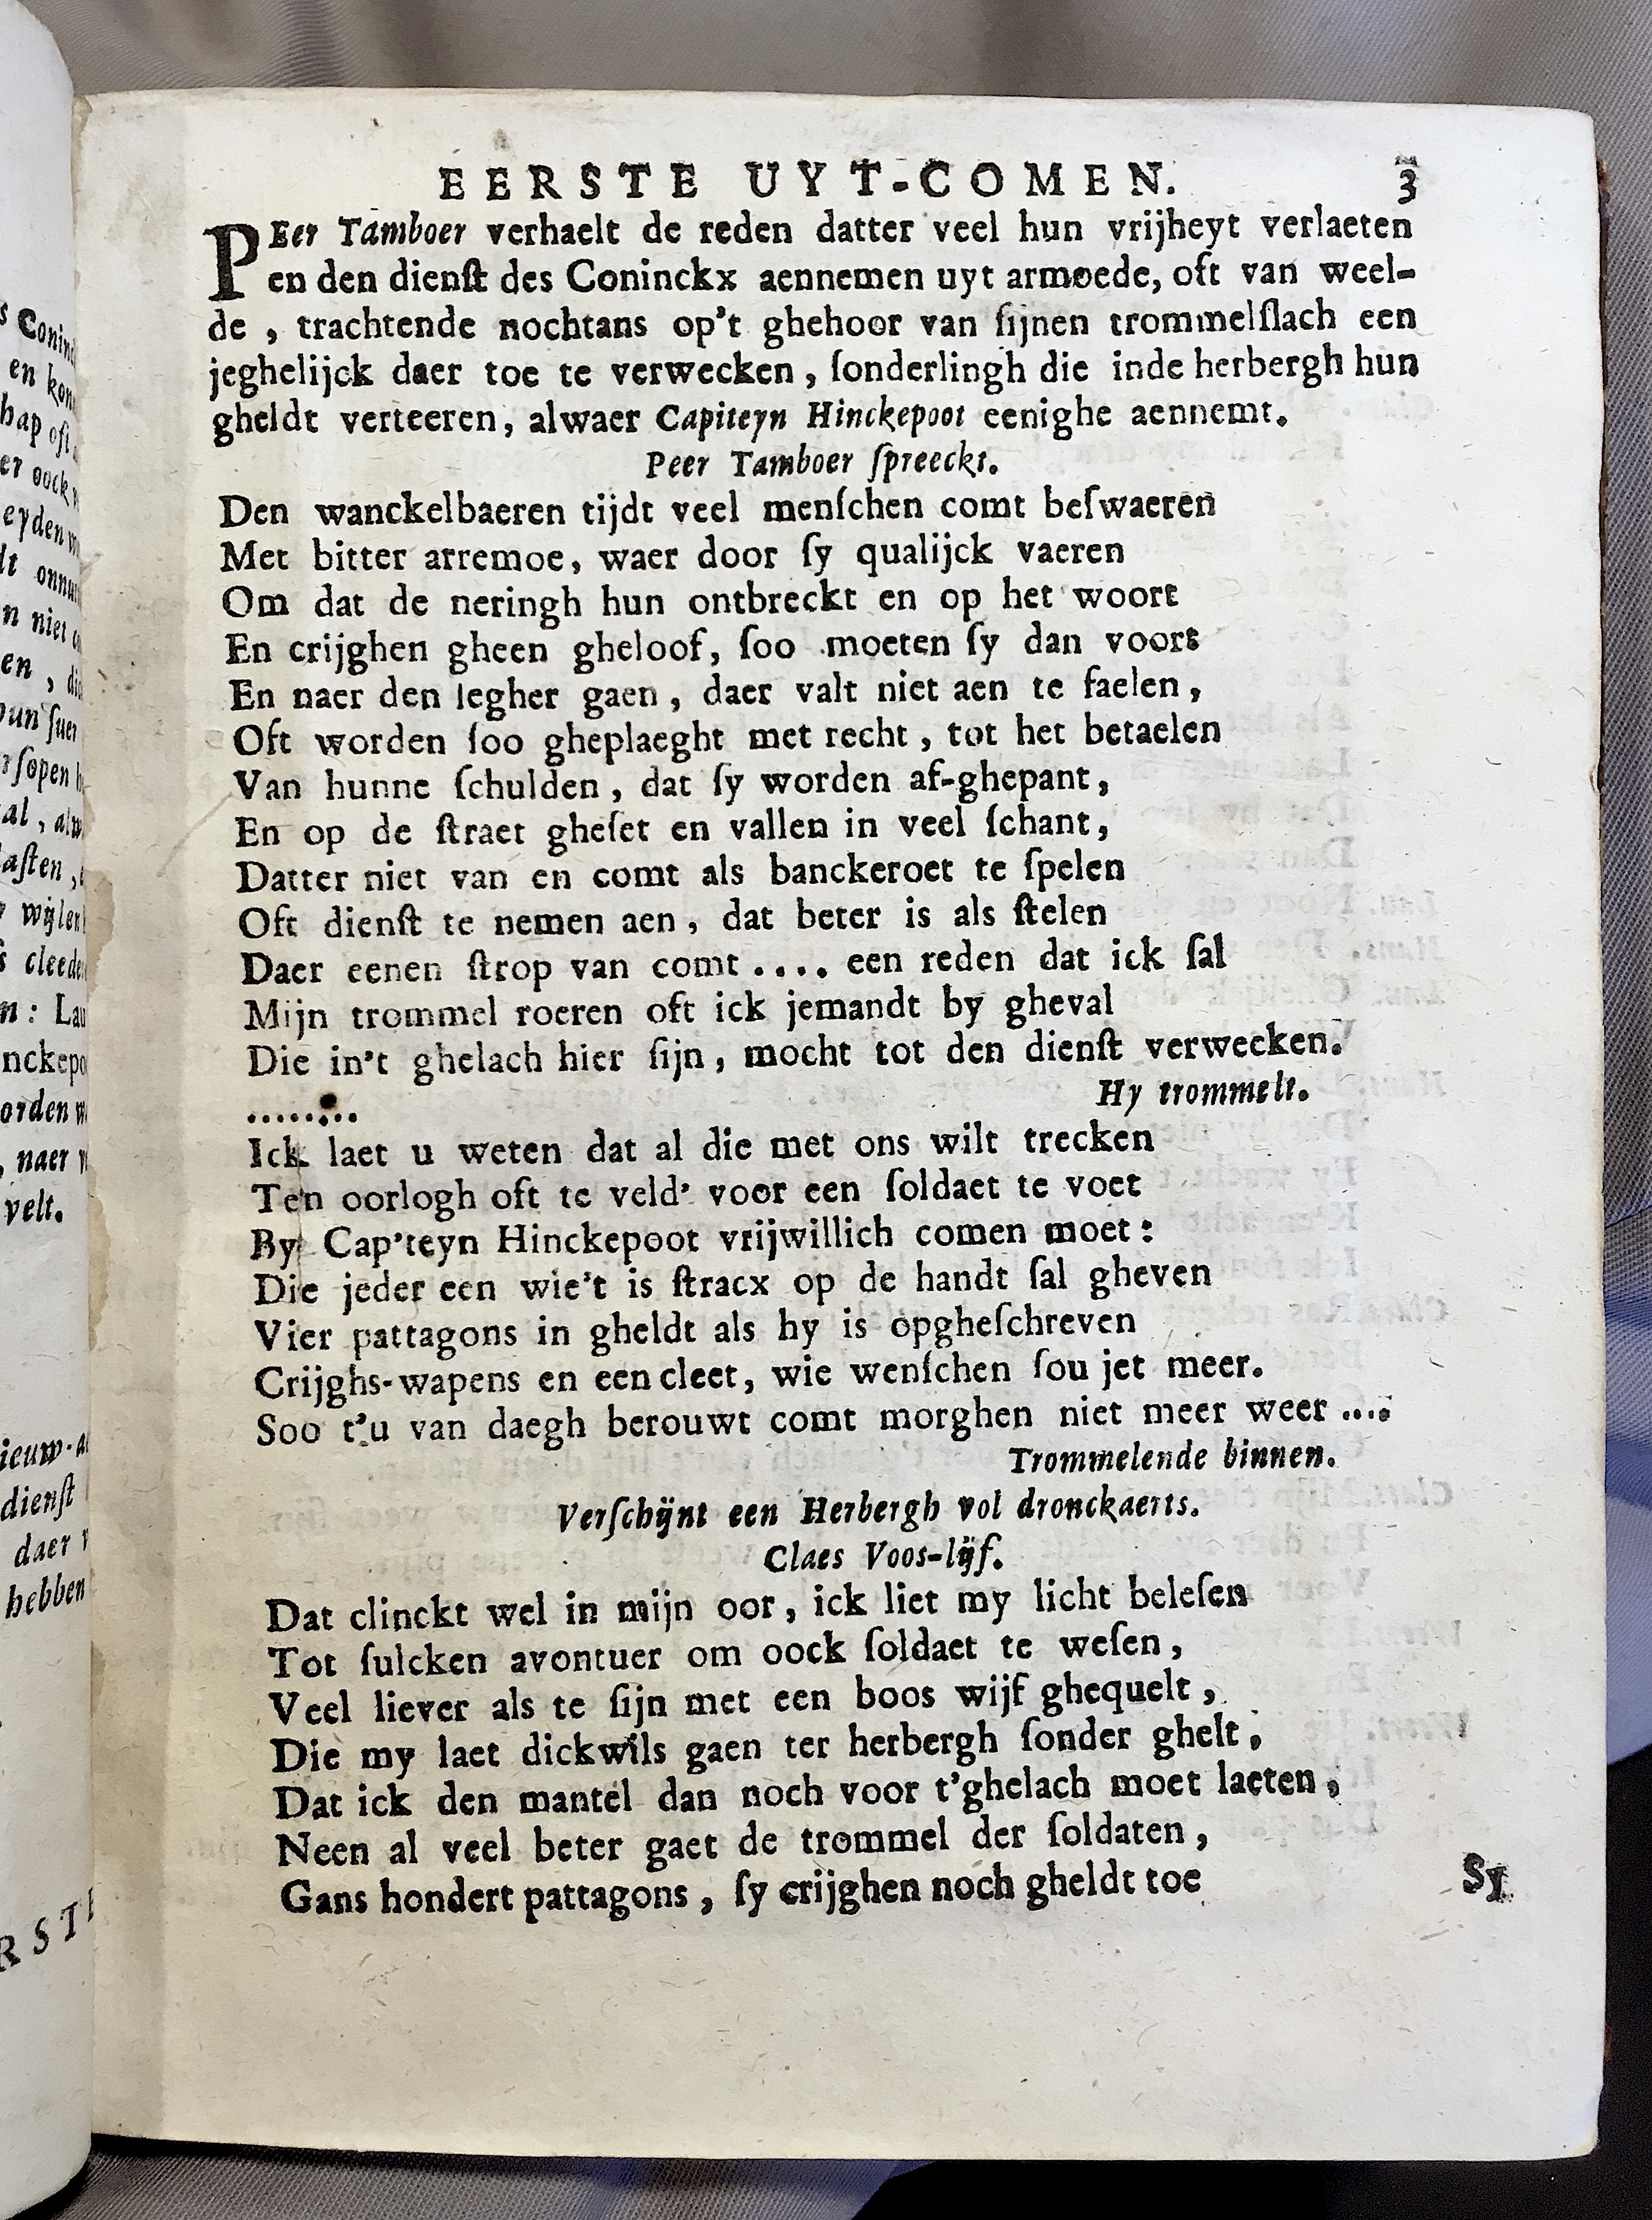 EERSTE UYT-COMEN. 3
PEer Tamboer verhaelt de reden datter veel hun vrijheyt verlaeten
en den dienſt des Coninckx aennemen uyt armoede, oft van weel-
de , trachtende nochtans op't ghehoor van ſijnen trommelſlach een
jeghelijck daer toe te verwecken , ſonderlingh die inde herbergh hun
gheldt verteeren, alwaer Capiteyn Hinckepoot eenighe aennemt.
Peer Tamboer ſpreeckt.
Den wanckelbaeren tijdt veel menſchen comt beſwaeren
Met bitter arremoe, waer door ſy qualijck vaeren
Om dat de neringh hun ontbreckt en op het woort
En crijghen gheen gheloof, ſoo moeten ſy dan voort
En naer den legher gaen , daer valt niet aen te faelen ,
Oft worden ſoo gheplaeght met recht , tot het betaelen
Van hunne ſchulden , dat ſy worden af-ghepant ,
En op de ſtraet gheſet en vallen in veel ſchant ,
Datter niet van en comt als banckeroet te ſpelen
Oft dienſt te nemen aen , dat beter is als ſtelen
Daer eenen ſtrop van comt .... een reden dat ick ſal
Mijn trommel roeren oft ick jemandt by gheval
Die in't ghelach hier ſijn , mocht tot den dienſt verwecken.
Hy trommelt.
........
Ick laet u weten dat al die met ons wilt trecken
Te'n oorlogh oft te veld' voor een ſoldaet te voet
By Cap'teyn Hinckepoot vrijwillich comen moet :
Die jeder een wie't is ſtracx op de handt ſal gheven
Vier pattagons in gheldt als hy is opgheſchreven
Crijghs-wapens en een cleet, wie wenſchen ſou jet meer.
Soo t'u van daegh berouwt comt morghen niet meer weer ....
Trommelende binnen.
Verſchijnt een Herbergh vol dronckaerts.
Claes Voos-lijf.
Dat clinckt wel in mijn oor , ick liet my licht beleſen
Tot ſulcken avontuer om oock ſoldaet te weſen ,
Veel liever als te ſijn met een boos wijf ghequelt ,
Die my laet dickwils gaen ter herbergh ſonder ghelt ,
Dat ick den mantel dan noch voor t'ghelach moet laeten ,
Neen al veel beter gaet de trommel der ſoldaten ,
Gans hondert pattagons , ſy crijghen noch gheldt toe
Sy